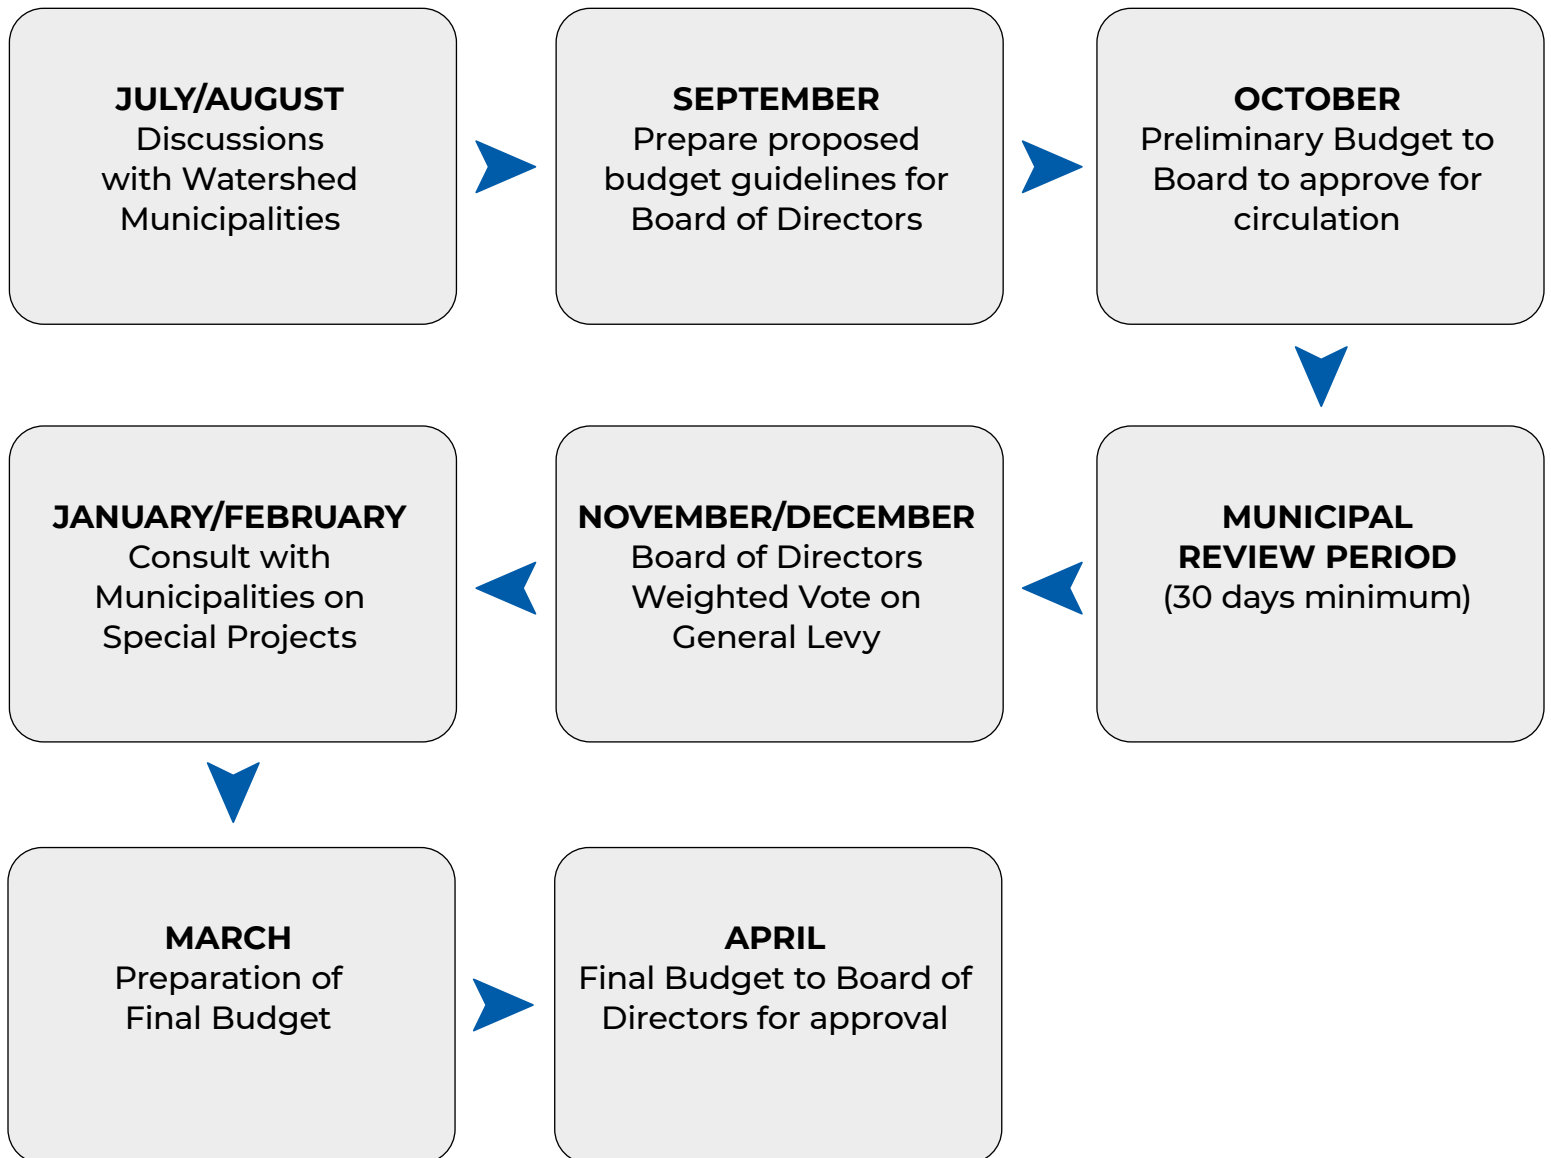 JULY/AUGUST
Discussions
with Watershed
Municipalities
SEPTEMBER
Prepare proposed
budget guidelines for
Board of Directors
OCTOBER
Preliminary Budget to
Board to approve for
circulation
MUNICIPAL
REVIEW PERIOD
(30 days minimum)
NOVEMBER/DECEMBER
Board of Directors
Weighted Vote on
General Levy
JANUARY/FEBRUARY
Consult with
Municipalities on
Special Projects
MARCH
Preparation of
Final Budget
APRIL
Final Budget to Board of
Directors for approval